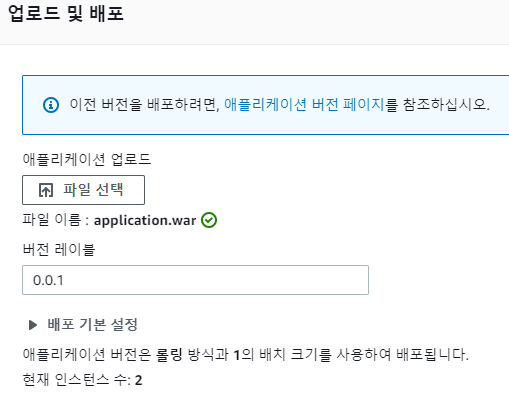 업로드 및 배포
이전 버전을 배포하려면, 애플리케이션 버전 페이지를 참조하십시오.
애플리케이션 업로드
파일 선택
파일 이름 : application.war
버전 레이블
0.0.1
배포 기본 설정
애플리케이션 버전은 롤링 방식과 1의 배치 크기를 사용하여 배포됩니다.
현재 인스턴스 수: 2